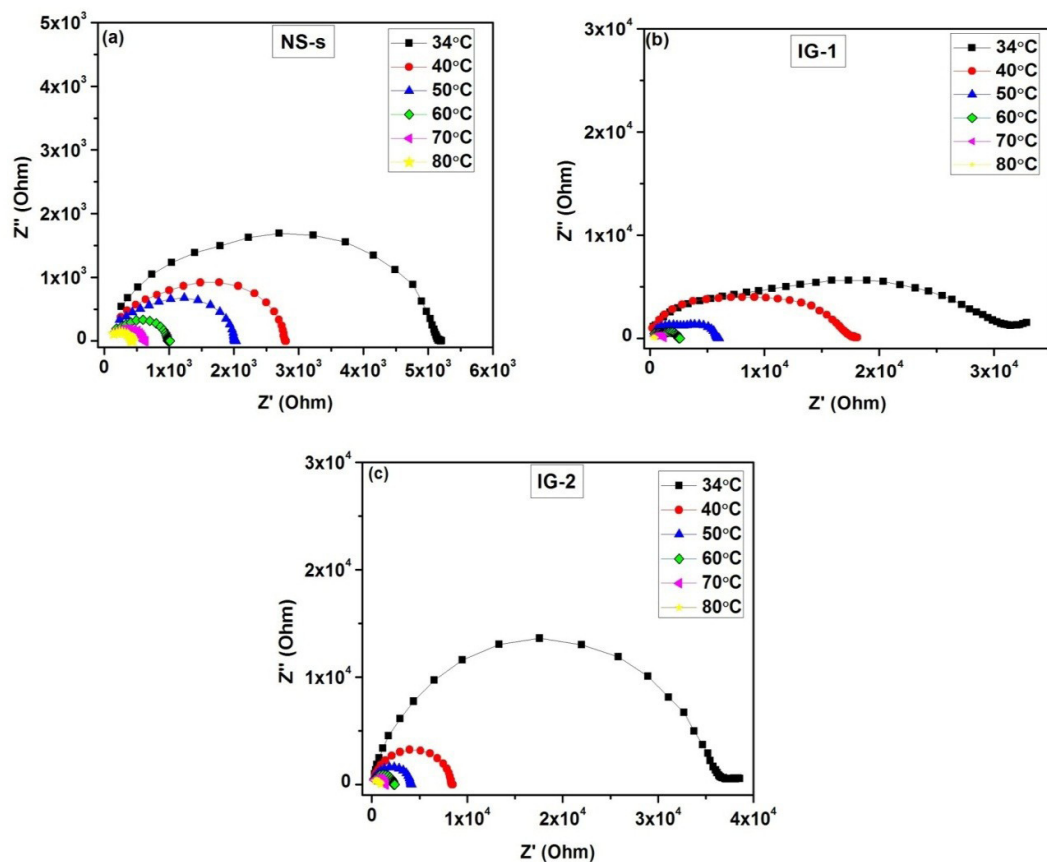 (a)
NS-s
34°C
40°C
50°C
60°C
70°C
80°C
5x10³
4x10³
3x10³
2x10³
1x10³
0
Z'' (Ohm)
0 1x10³ 2x10³ 3x10³ 4x10³ 5x10³ 6x10³
Z' (Ohm)
(b)
IG-1
34°C
40°C
50°C
60°C
70°C
80°C
3x10⁴
2x10⁴
1x10⁴
0
Z'' (Ohm)
0 1x10⁴ 2x10⁴ 3x10⁴
Z' (Ohm)
(c)
IG-2
34°C
40°C
50°C
60°C
70°C
80°C
3x10⁴
2x10⁴
1x10⁴
0
Z'' (Ohm)
0 1x10⁴ 2x10⁴ 3x10⁴ 4x10⁴
Z' (Ohm)